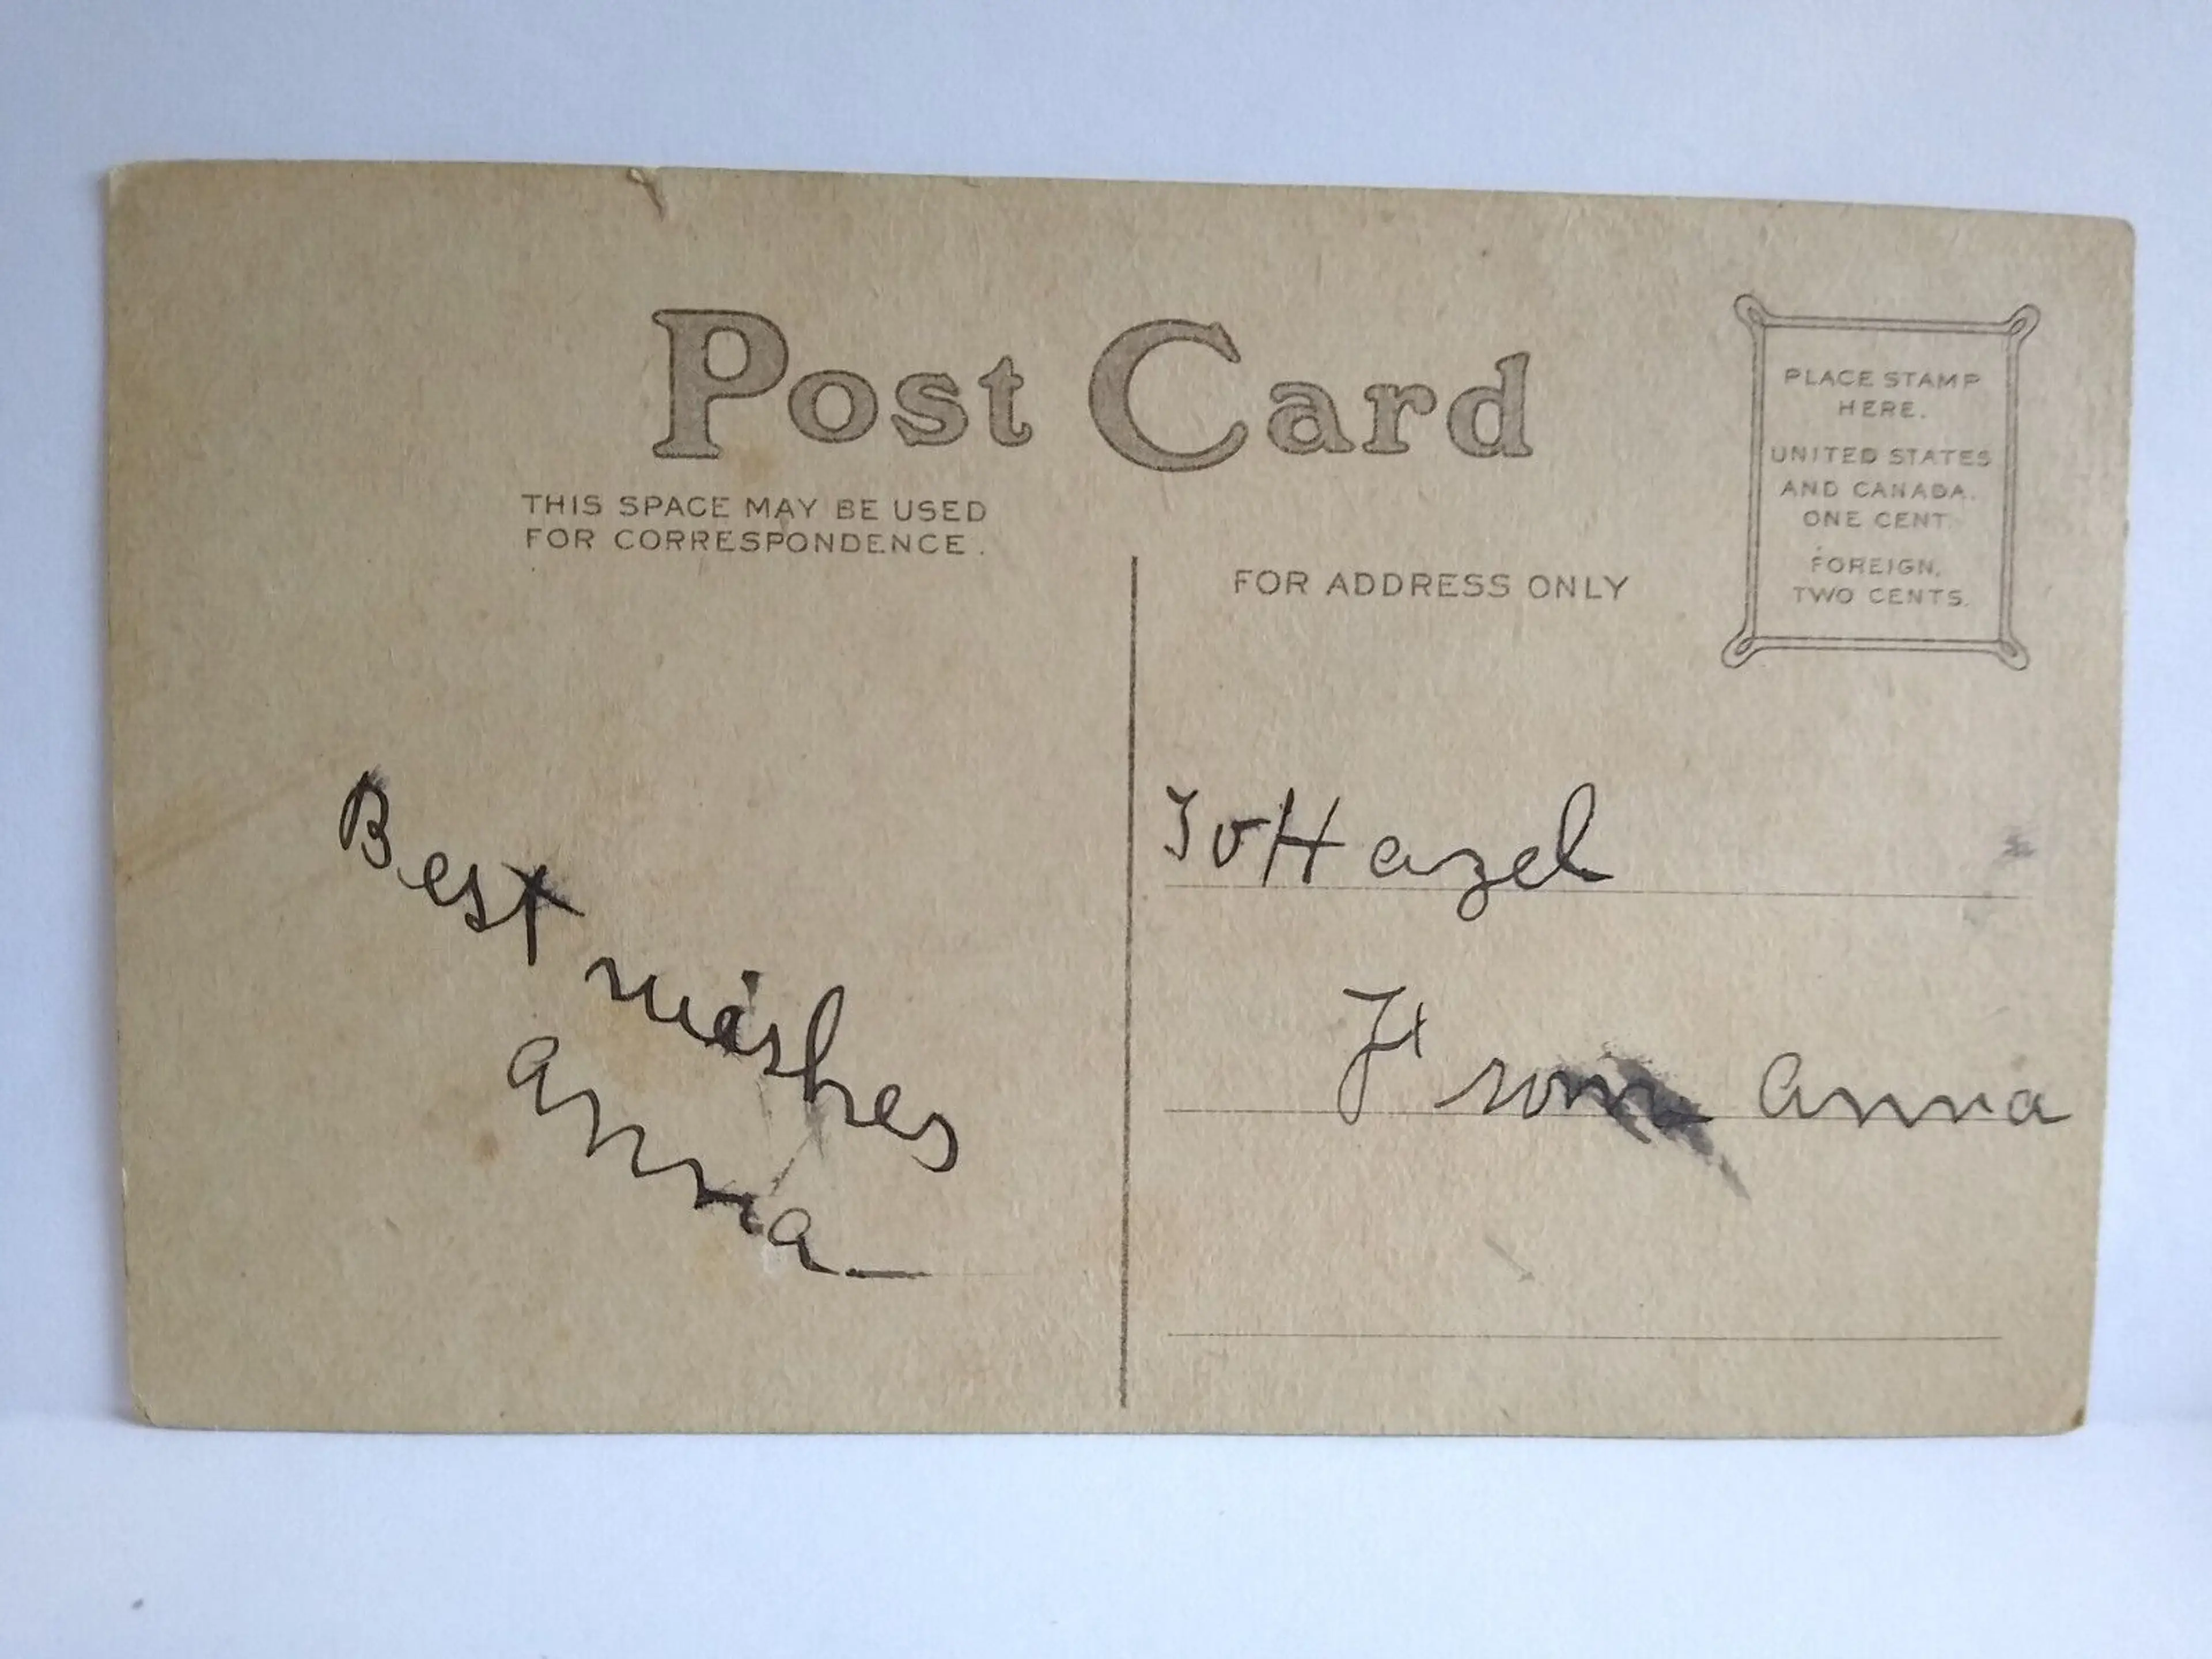 Post Card
THIS SPACE MAY BE USED
FOR CORRESPONDENCE.
FOR ADDRESS ONLY
PLACE STAMP
HERE.
UNITED STATES
AND CANADA.
ONE CENT.
FOREIGN,
TWO CENTS.
Best wishes
Anna
To Hazel
From Anna